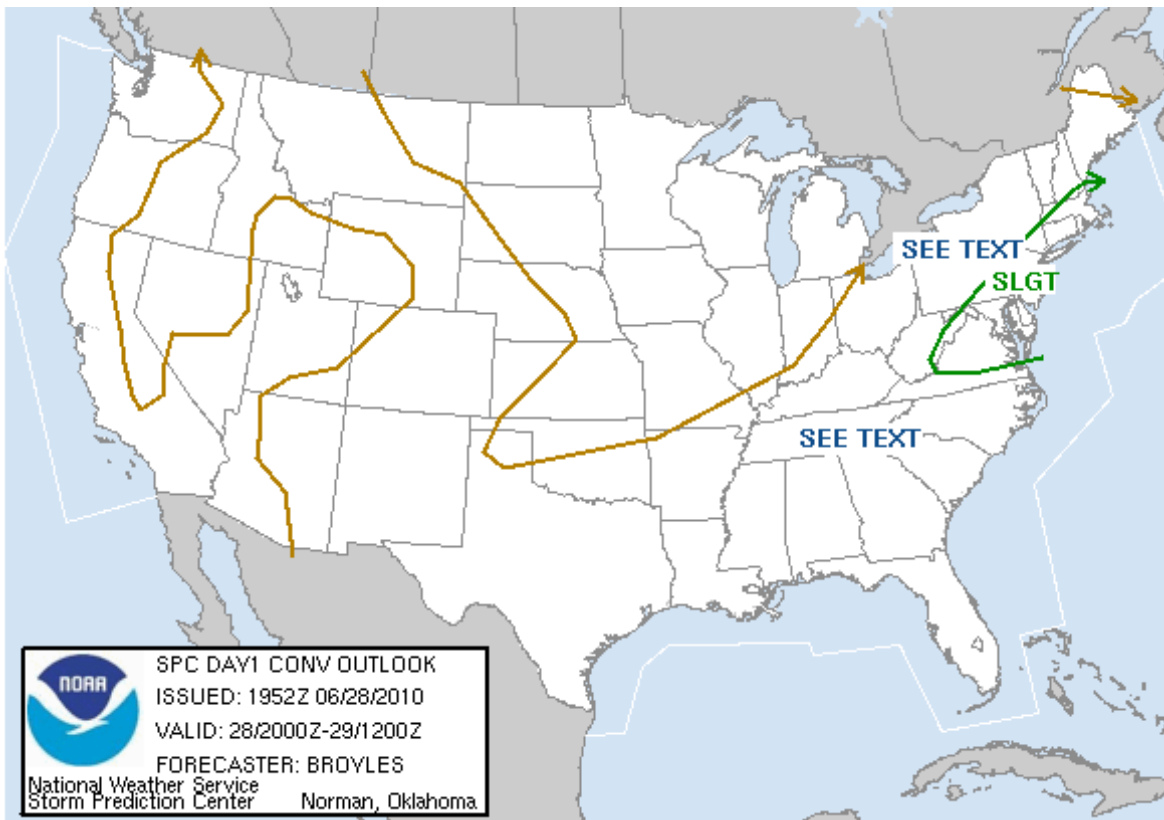 SEE TEXT
SLGT
SEE TEXT
NOAA
SPC DAY1 CONV OUTLOOK
ISSUED: 1952Z 06/28/2010
VALID: 28/2000Z-29/1200Z
FORECASTER: BROYLES
National Weather Service
Storm Prediction Center Norman, Oklahoma